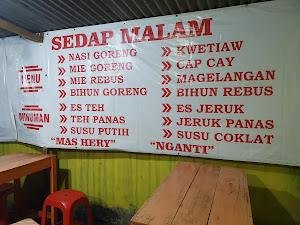 SEDAP MALAM
MENU
NASI GORENG
MIE GORENG
MIE REBUS
BIHUN GORENG
KWETIAW
CAP CAY
MAGELANGAN
BIHUN REBUS
MINUMAN
ES TEH
TEH PANAS
SUSU PUTIH
ES JERUK
JERUK PANAS
SUSU COKLAT
"MAS HERY" "NGANTI"